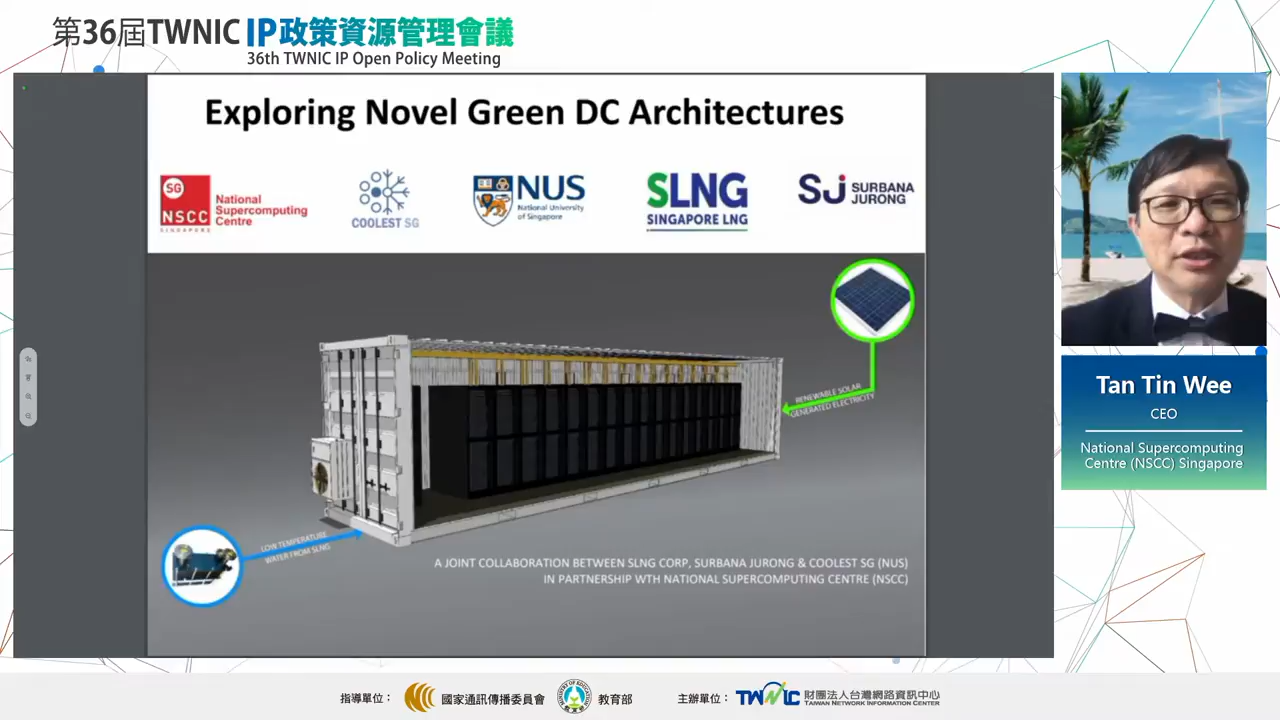 第36屆TWNIC IP政策資源管理會議
36th TWNIC IP Open Policy Meeting
Exploring Novel Green DC Architectures
SG
NSCC
SINGAPORE
National
Supercomputing
Centre
COOLEST SG
NUS
National University
of Singapore
SLNG
SINGAPORE LNG
SJ SURBANA
JURONG
RENEWABLE SOLAR
GENERATED ELECTRICITY
LOW TEMPERATURE
WATER FROM SLNG
A JOINT COLLABORATION BETWEEN SLNG CORP, SURBANA JURONG & COOLEST SG (NUS)
IN PARTNERSHIP WTH NATIONAL SUPERCOMPUTING CENTRE (NSCC)
Tan Tin Wee
CEO
National Supercomputing
Centre (NSCC) Singapore
指導單位：
國家通訊傳播委員會
教育部
主辦單位：
TWNIC
財團法人台灣網路資訊中心
TAIWAN NETWORK INFORMATION CENTER